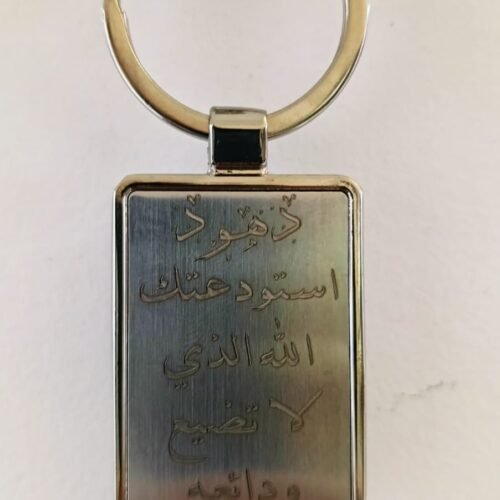 دهود
استودعتك
الله الذي
لا تضيع
ودائعه